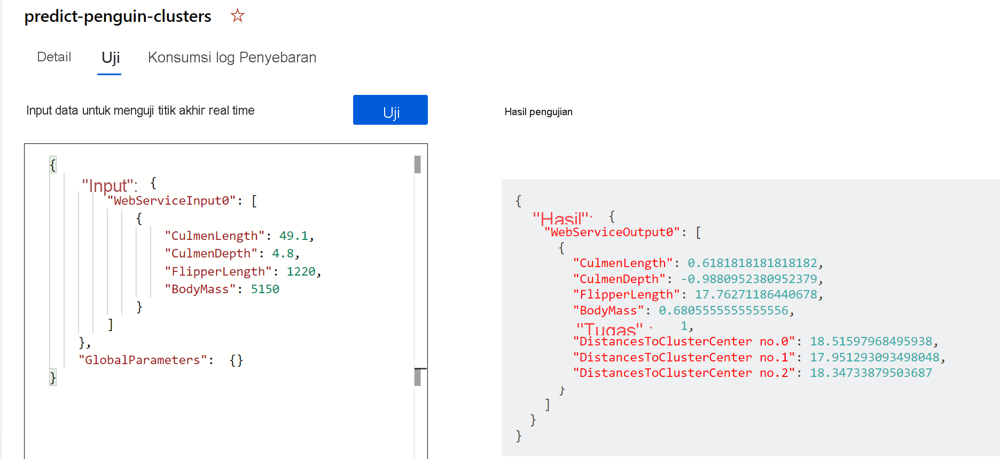 predict-penguin-clusters
Detail Uji Konsumsi log Penyebaran
Input data untuk menguji titik akhir real time
Uji
{
"Input": {
"WebServiceInput0": [
{
"CulmenLength": 49.1,
"CulmenDepth": 4.8,
"FlipperLength": 1220,
"BodyMass": 5150
}
]
},
"GlobalParameters": {}
}
Hasil pengujian
{
"Hasil": {
"WebServiceOutput0": [
{
"CulmenLength": 0.6181818181818182,
"CulmenDepth": -0.9880952380952379,
"FlipperLength": 17.76271186440678,
"BodyMass": 0.6805555555555556,
"Tugas" : 1,
"DistancesToClusterCenter no.0": 18.51597968495938,
"DistancesToClusterCenter no.1": 17.951293093498048,
"DistancesToClusterCenter no.2": 18.34733879503687
}
]
}
}